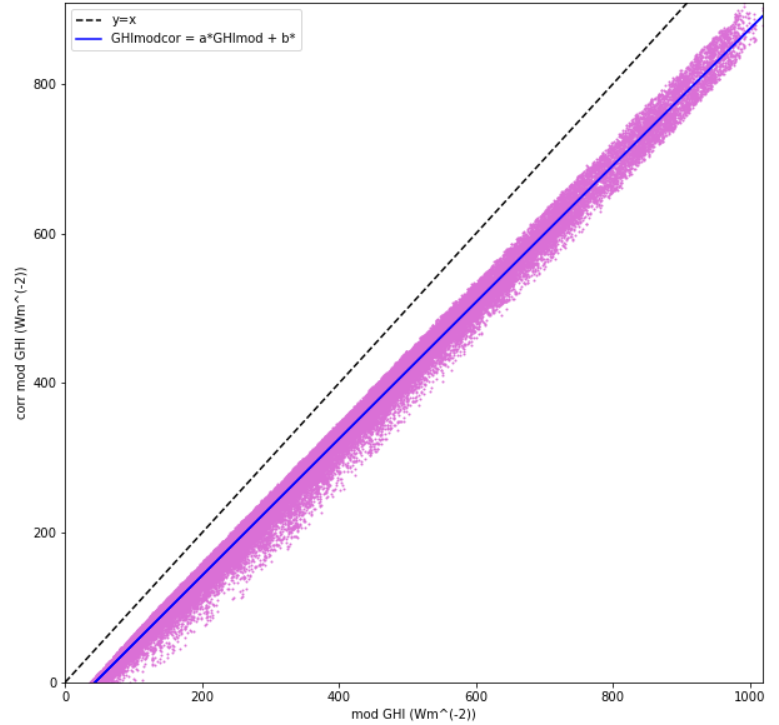 y=x
GHImodcor = a*GHImod + b*
800
600
400
200
0
corr mod GHI (Wm^(-2))
0 200 400 600 800 1000
mod GHI (Wm^(-2))